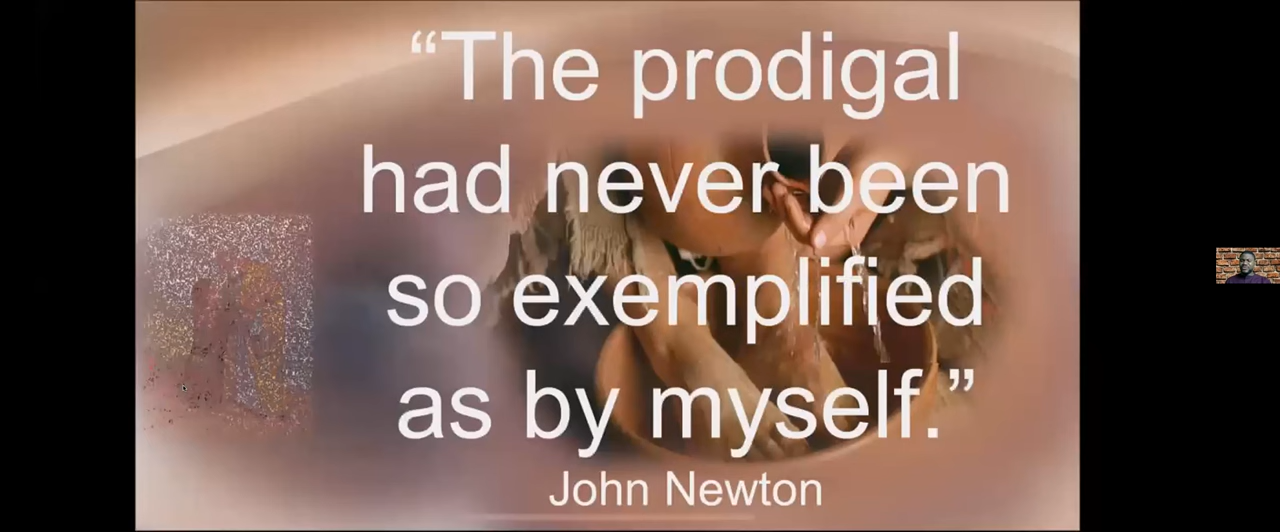 “The prodigal
had never been
so exemplified
as by myself.”
John Newton